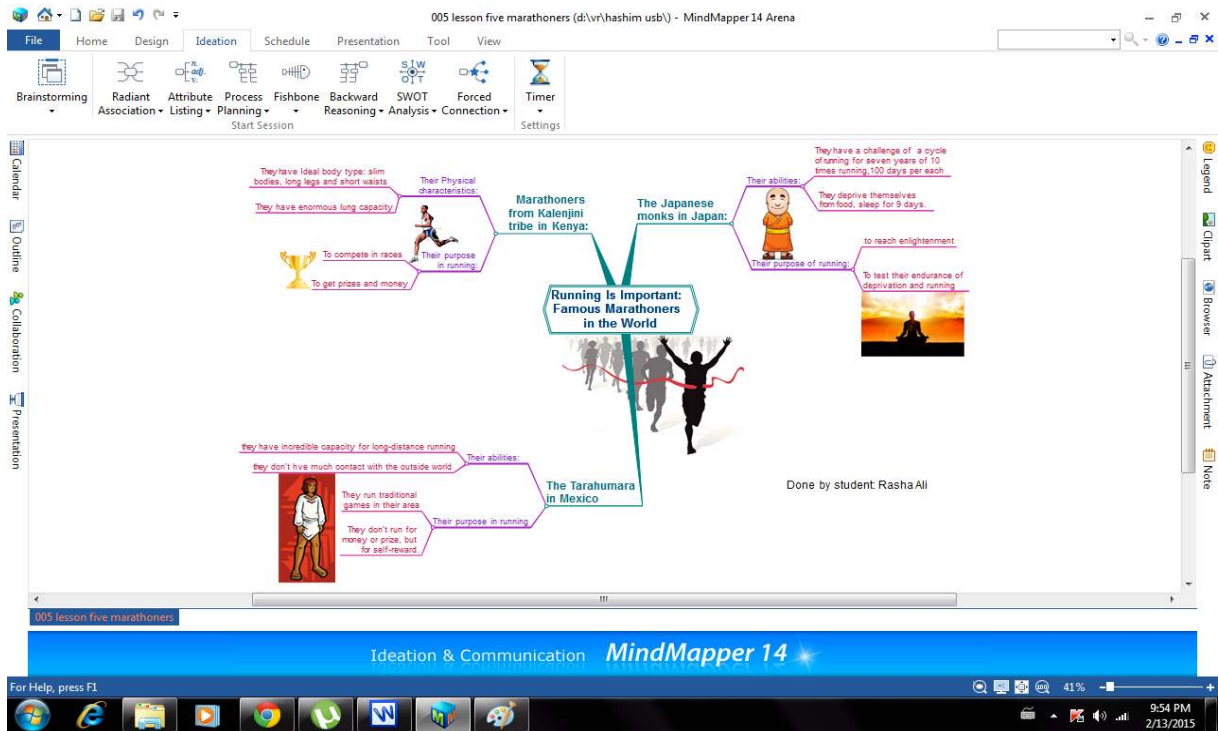 005 lesson five marathoners (d:\vr\hashim usb\) - MindMapper 14 Arena
File Home Design Ideation Schedule Presentation Tool View
Brainstorming
Radiant
Association
Attribute
Listing
Process
Planning
Fishbone
Backward
Reasoning
SWOT
Analysis
Forced
Connection
Timer
Start Session
Settings
Calendar
Outline
Collaboration
Presentation
Legend
Clipart
Browser
Attachment
Note
Running Is Important:
Famous Marathoners
in the World
Marathoners
from Kalenjini
tribe in Kenya:
Their Physical
characteristics:
They have Ideal body type: slim
bodies, long legs and short waists
They have enormous lung capacity
Their purpose
in running:
To compete in races
To get prizes and money
The Japanese
monks in Japan:
Their abilities:
They have a challenge of a cycle
of running for seven years of 10
times running,100 days per each
They deprive themselves
from food, sleep for 9 days.
Their purpose of running:
to reach enlightenment
To test their endurance of
deprivation and running
The Tarahumara
in Mexico
Their abilities:
they have incredible capacity for long-distance running
they don't hve much contact with the outside world
Their purpose in running
They run traditional
games in their area
They don't run for
money or prize, but
for self-reward.
Done by student: Rasha Ali
005 lesson five marathoners
Ideation & Communication MindMapper 14
For Help, press F1
41%
9:54 PM
2/13/2015